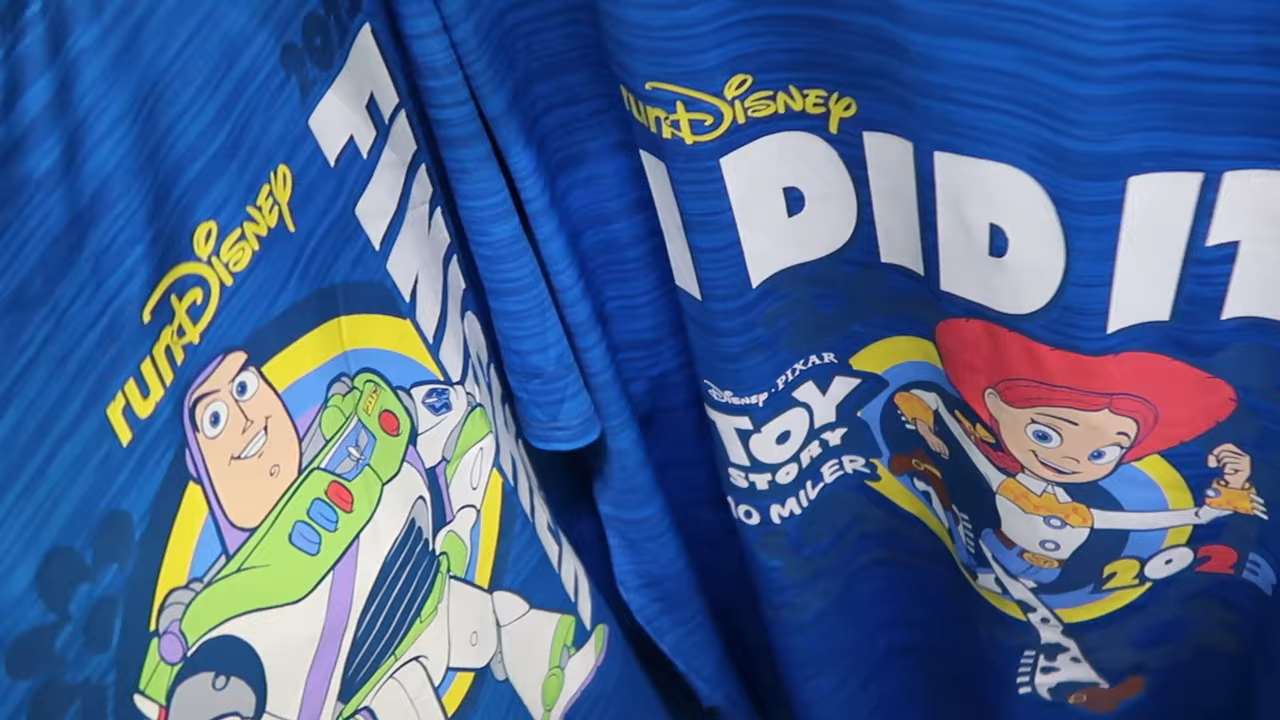 runDisney
runDisney
I DID IT
Disney · PIXAR
TOY
STORY
10 MILER
2023